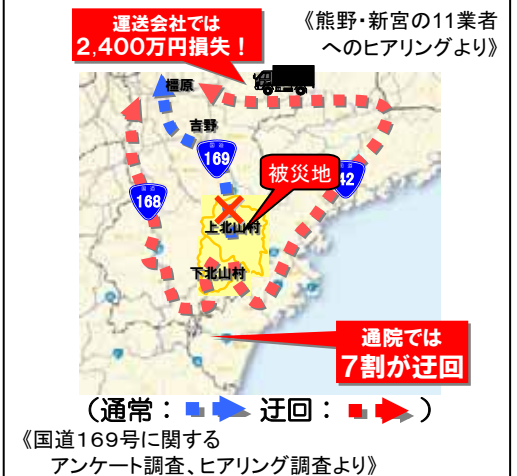 運送会社では
2,400万円損失！
《熊野・新宮の11業者
へのヒアリングより》
橿原
吉野
国道
169
被災地
42
国道
168
上北山村
下北山村
通院では
7割が迂回
（通常： 迂回： ）
《国道169号に関する
アンケート調査、ヒアリング調査より》